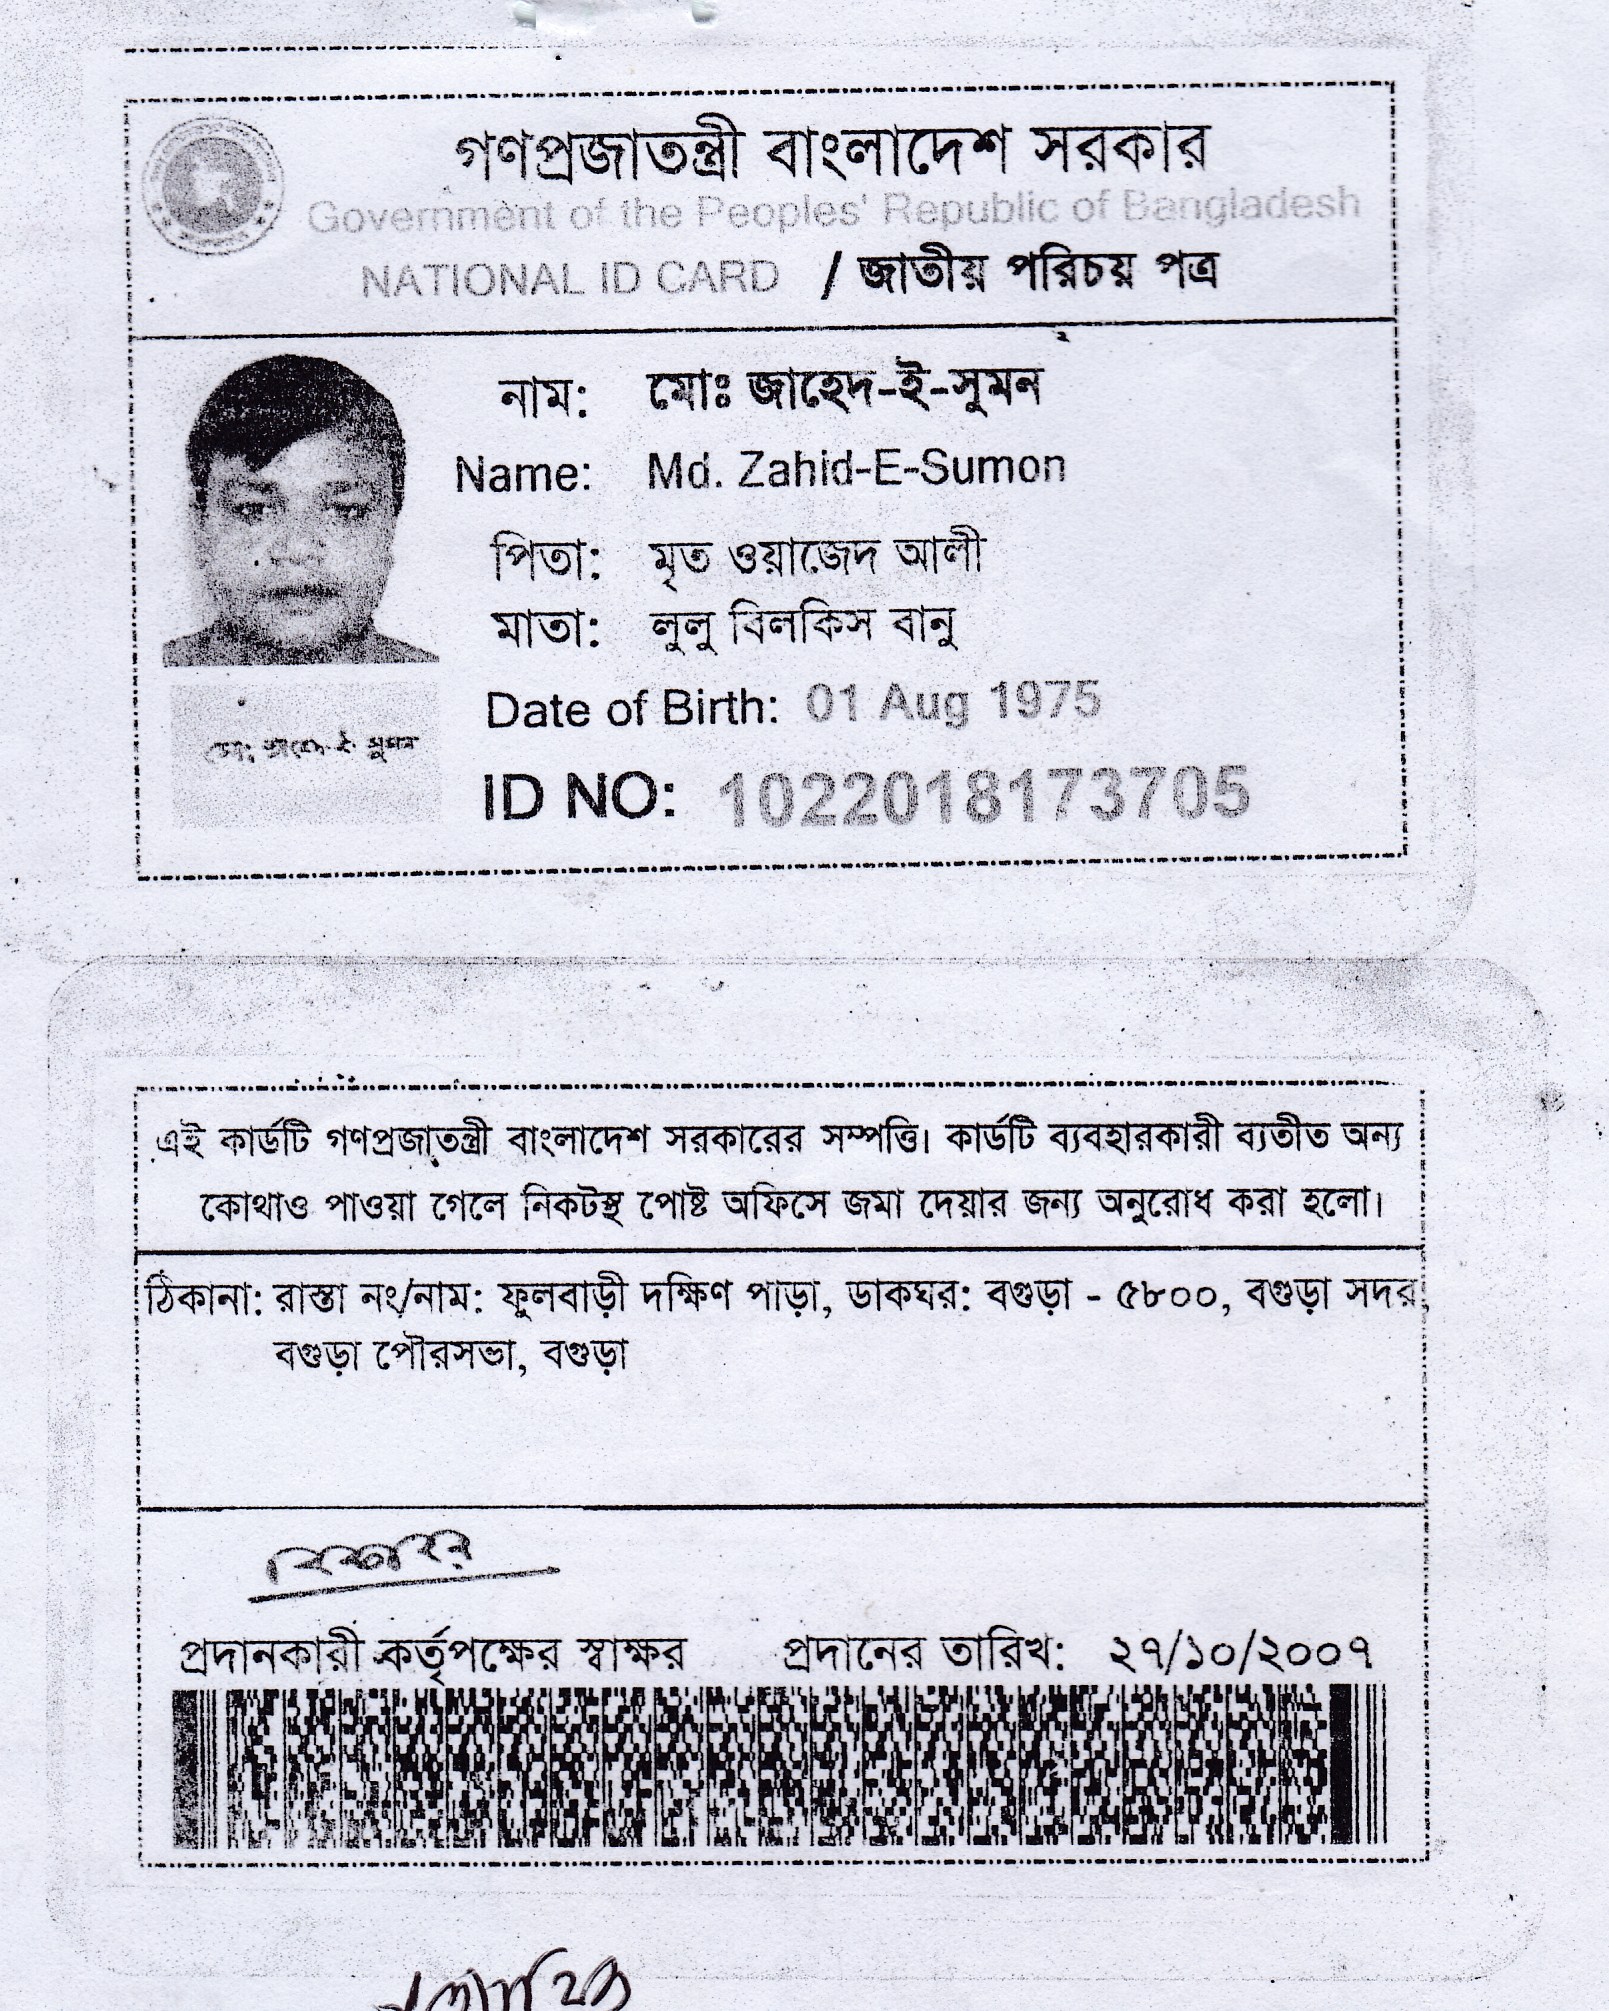 গণপ্রজাতন্ত্রী বাংলাদেশ সরকার
Government of the Peoples' Republic of Bangladesh
NATIONAL ID CARD / জাতীয় পরিচয় পত্র
নাম: মোঃ জাহেদ-ই-সুমন
Name: Md. Zahid-E-Sumon
পিতা: মৃত ওয়াজেদ আলী
মাতা: লুলু বিলকিস বানু
Date of Birth: 01 Aug 1975
মোঃ জাহেদ-ই-সুমন
ID NO: 1022018173705
এই কার্ডটি গণপ্রজাতন্ত্রী বাংলাদেশ সরকারের সম্পত্তি। কার্ডটি ব্যবহারকারী ব্যতীত অন্য
কোথাও পাওয়া গেলে নিকটস্থ পোষ্ট অফিসে জমা দেয়ার জন্য অনুরোধ করা হলো।
ঠিকানা: রাস্তা নং/নাম: ফুলবাড়ী দক্ষিণ পাড়া, ডাকঘর: বগুড়া - ৫৮০০, বগুড়া সদর,
বগুড়া পৌরসভা, বগুড়া
প্রদানকারী কর্তৃপক্ষের স্বাক্ষর প্রদানের তারিখ: ২৭/১০/২০০৭